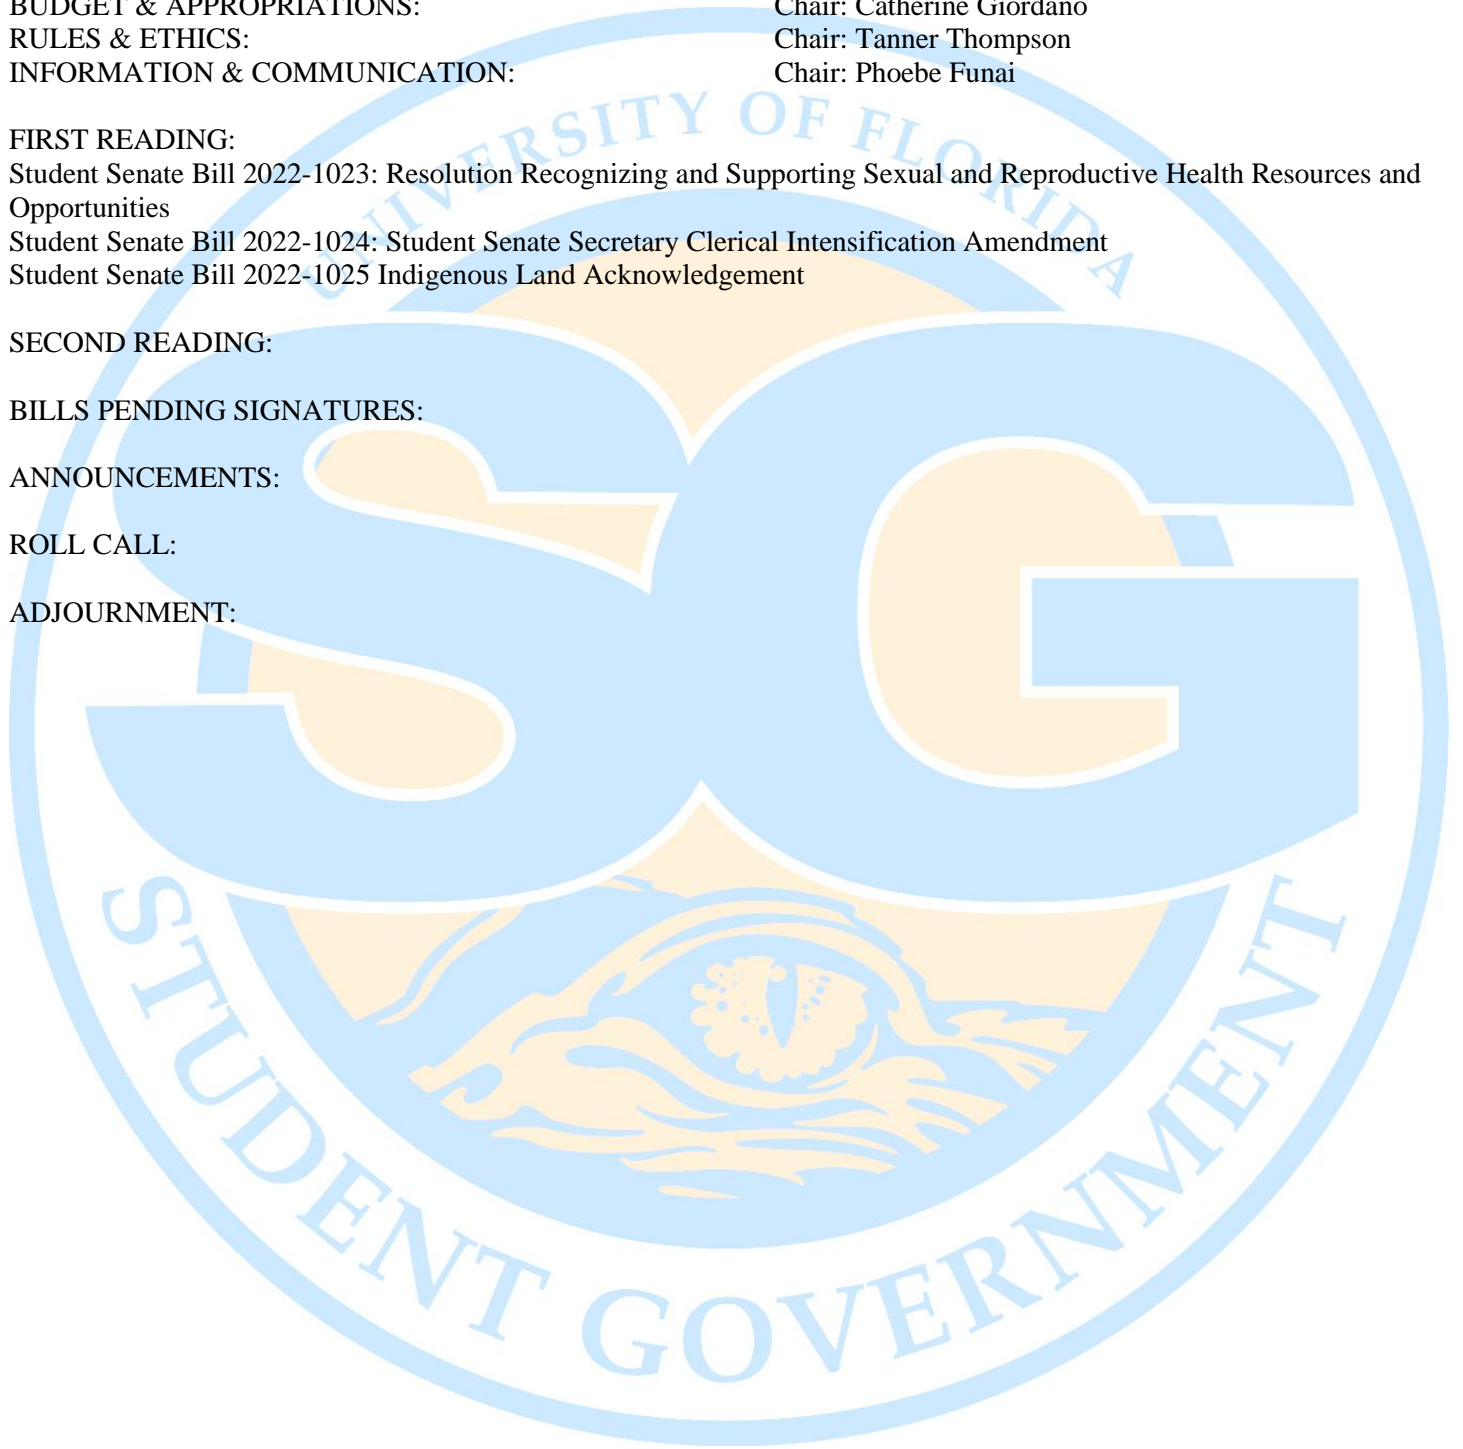 BUDGET & APPROPRIATIONS: Chair: Catherine Giordano
RULES & ETHICS: Chair: Tanner Thompson
INFORMATION & COMMUNICATION: Chair: Phoebe Funai
FIRST READING:
Student Senate Bill 2022-1023: Resolution Recognizing and Supporting Sexual and Reproductive Health Resources and
Opportunities
Student Senate Bill 2022-1024: Student Senate Secretary Clerical Intensification Amendment
Student Senate Bill 2022-1025 Indigenous Land Acknowledgement
SECOND READING:
BILLS PENDING SIGNATURES:
ANNOUNCEMENTS:
ROLL CALL:
ADJOURNMENT:
UNIVERSITY OF FLORIDA
SG
STUDENT GOVERNMENT